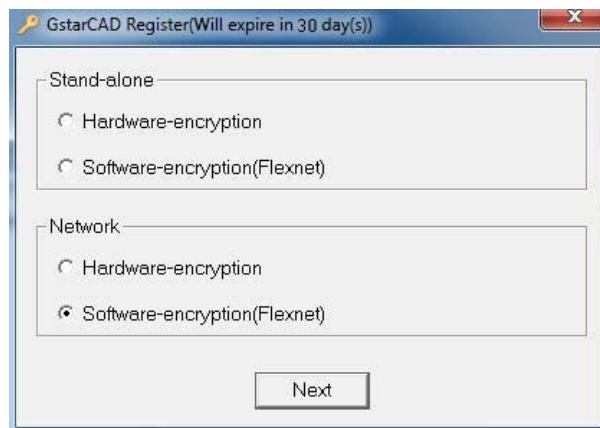 GstarCAD Register(Will expire in 30 day(s))
Stand-alone
Hardware-encryption
Software-encryption(Flexnet)
Network
Hardware-encryption
Software-encryption(Flexnet)
Next